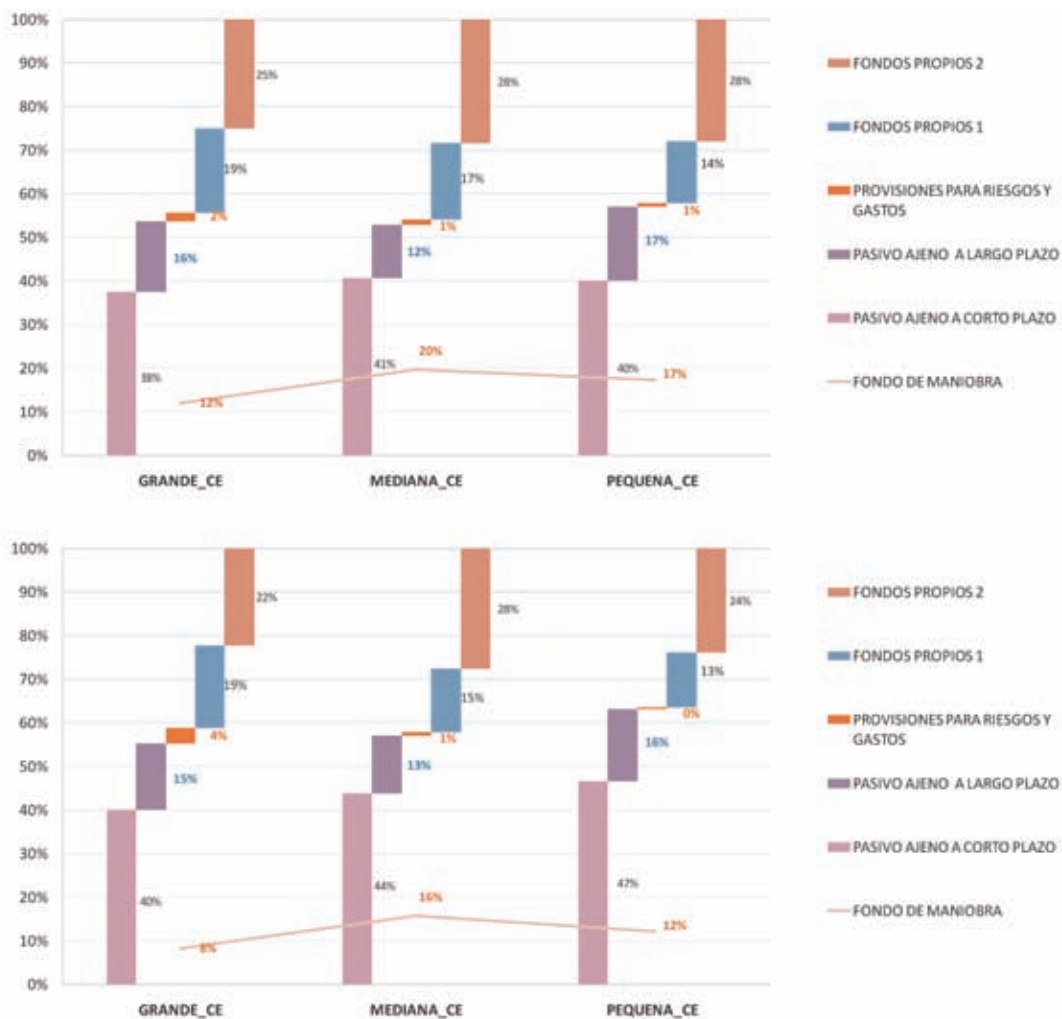 100%
90%
80%
70%
60%
50%
40%
30%
20%
10%
0%
25%
19%
2%
16%
38%
12%
28%
17%
1%
12%
41%
20%
28%
14%
1%
17%
40%
17%
GRANDE_CE
MEDIANA_CE
PEQUENA_CE
FONDOS PROPIOS 2
FONDOS PROPIOS 1
PROVISIONES PARA RIESGOS Y
GASTOS
PASIVO AJENO A LARGO PLAZO
PASIVO AJENO A CORTO PLAZO
FONDO DE MANIOBRA
100%
90%
80%
70%
60%
50%
40%
30%
20%
10%
0%
22%
19%
4%
15%
40%
8%
28%
15%
1%
13%
44%
16%
24%
13%
0%
16%
47%
12%
GRANDE_CE
MEDIANA_CE
PEQUENA_CE
FONDOS PROPIOS 2
FONDOS PROPIOS 1
PROVISIONES PARA RIESGOS Y
GASTOS
PASIVO AJENO A LARGO PLAZO
PASIVO AJENO A CORTO PLAZO
FONDO DE MANIOBRA